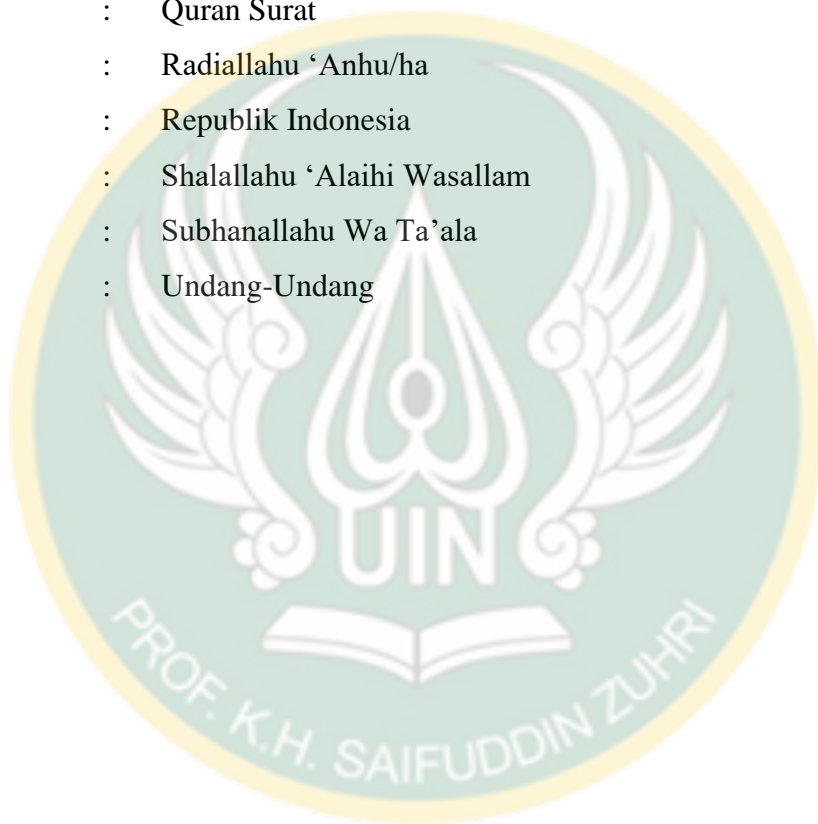 : Quran Surat
: Radiallahu ‘Anhu/ha
: Republik Indonesia
: Shalallahu ‘Alaihi Wasallam
: Subhanallahu Wa Ta’ala
: Undang-Undang
UIN
PROF. K.H. SAIFUDDIN ZUHRI